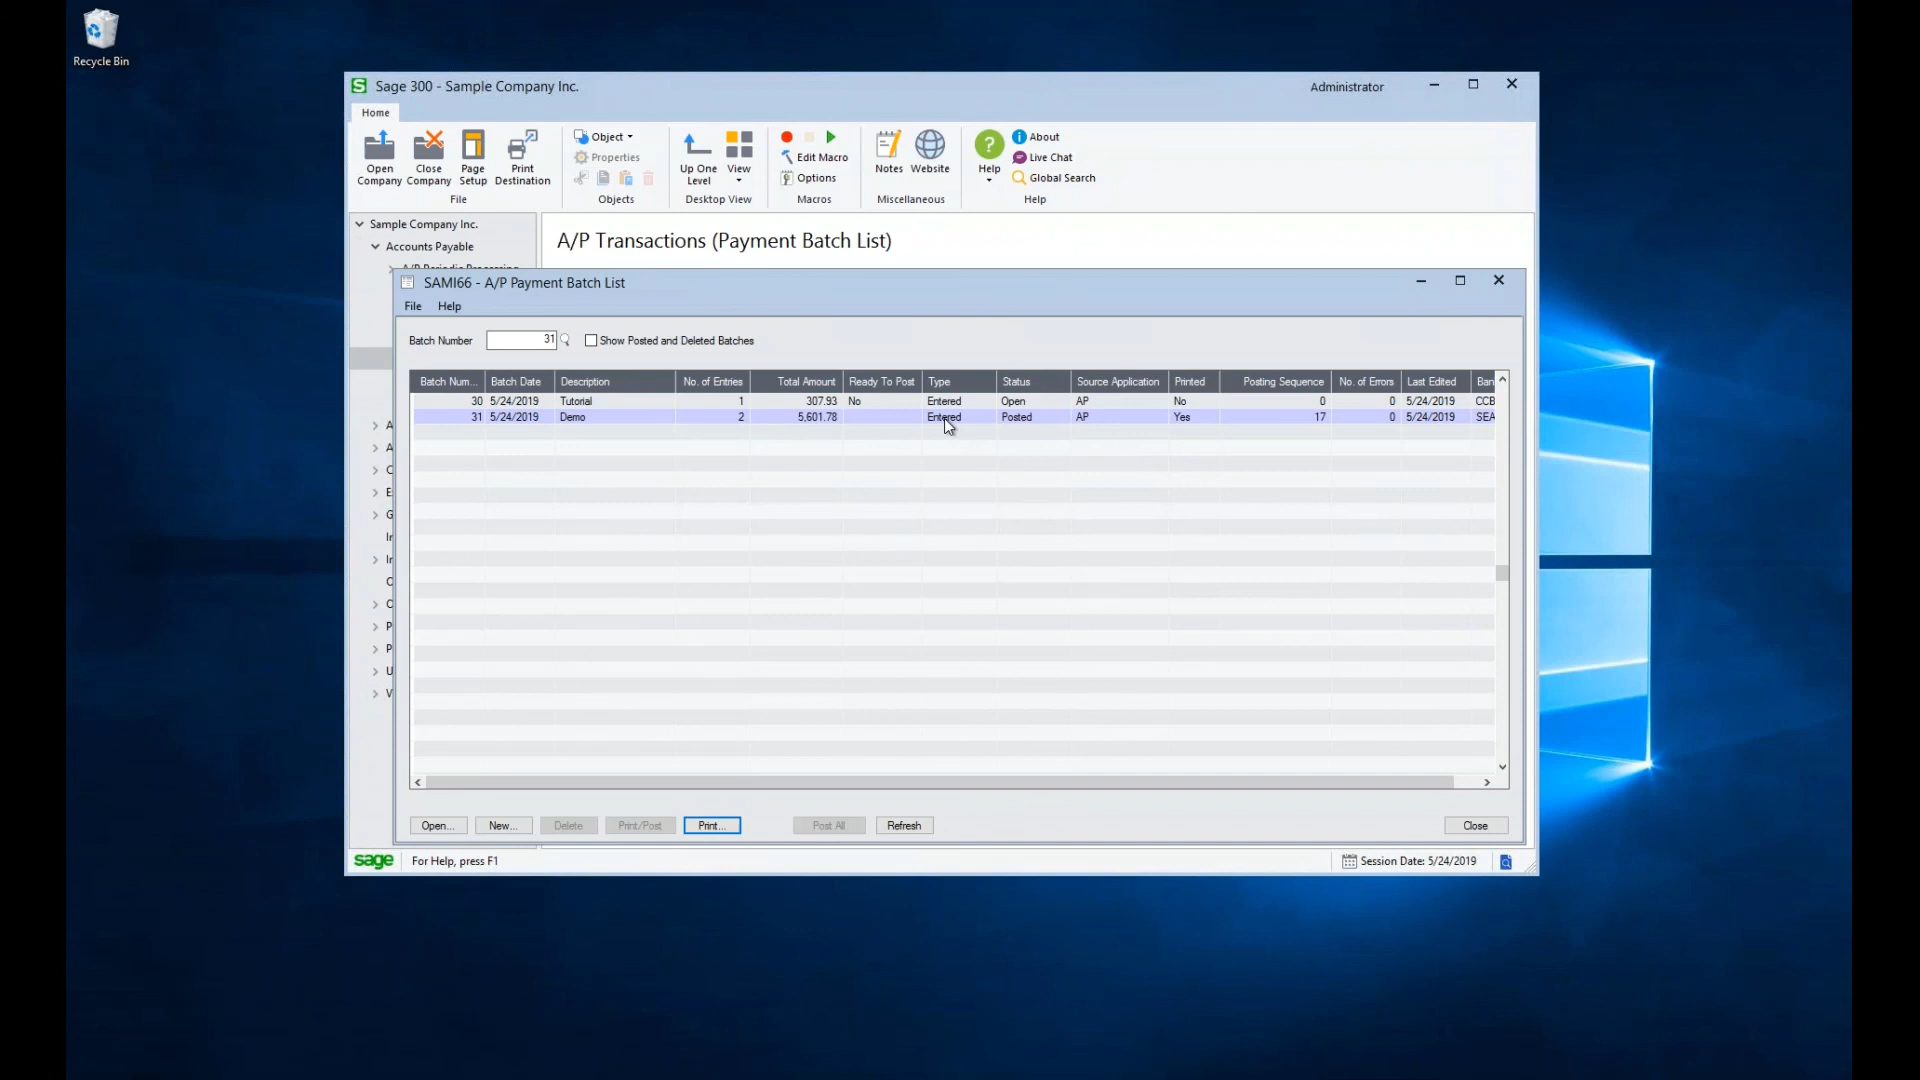 Recycle Bin
Sage 300 - Sample Company Inc.
Administrator
Home
Open Company
Close Company
Page Setup
Print Destination
File
Object
Properties
Objects
Up One Level
View
Desktop View
Edit Macro
Options
Macros
Notes
Website
Miscellaneous
Help
About
Live Chat
Global Search
Help
Sample Company Inc.
Accounts Payable
A/P Periodic Processing
A/P Transactions (Payment Batch List)
SAMI66 - A/P Payment Batch List
File Help
Batch Number 31 Show Posted and Deleted Batches
Batch Num... Batch Date Description No. of Entries Total Amount Ready To Post Type Status Source Application Printed Posting Sequence No. of Errors Last Edited Ban
30 5/24/2019 Tutorial 1 307.93 No Entered Open AP No 0 0 5/24/2019 CCB
31 5/24/2019 Demo 2 5,601.78 Entered Posted AP Yes 17 0 5/24/2019 SEA
Open... New... Delete Print/Post Print... Post All Refresh Close
sage For Help, press F1 Session Date: 5/24/2019